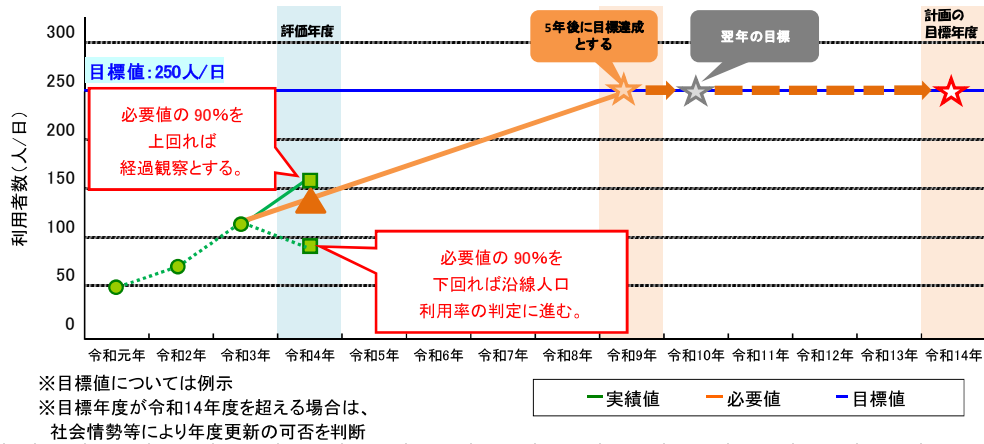 300
250
200
150
100
50
0
利用者数(人/日)
評価年度
5年後に目標達成
とする
翌年の目標
計画の
目標年度
目標値:250人/日
必要値の90%を
上回れば
経過観察とする。
必要値の90%を
下回れば沿線人口
利用率の判定に進む。
令和元年 令和2年 令和3年 令和4年 令和5年 令和6年 令和7年 令和8年 令和9年 令和10年 令和11年 令和12年 令和13年 令和14年
※目標値については例示
※目標年度が令和14年度を超える場合は、
社会情勢等により年度更新の可否を判断
実績値 必要値 目標値